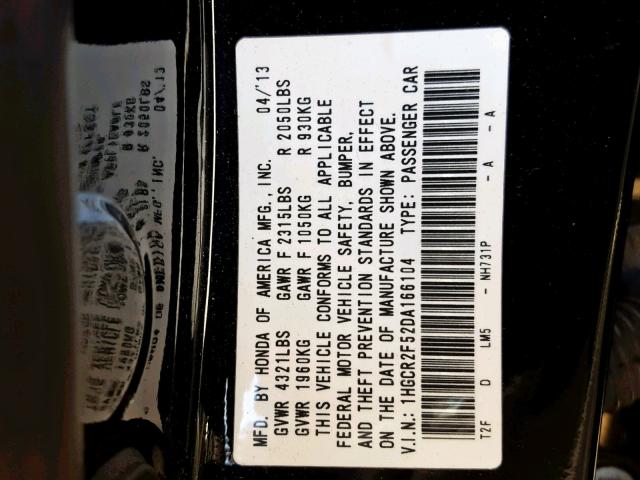 MFD. BY HONDA OF AMERICA MFG., INC. 04/'13
GVWR 4321LBS GAWR F 2315LBS R 2050LBS
GVWR 1960KG GAWR F 1050KG R 930KG
THIS VEHICLE CONFORMS TO ALL APPLICABLE
FEDERAL MOTOR VEHICLE SAFETY, BUMPER,
AND THEFT PREVENTION STANDARDS IN EFFECT
ON THE DATE OF MANUFACTURE SHOWN ABOVE.
V.I.N.: 1HGCR2F52DA166104 TYPE: PASSENGER CAR
T2F D LM5 - NH731P - A - A